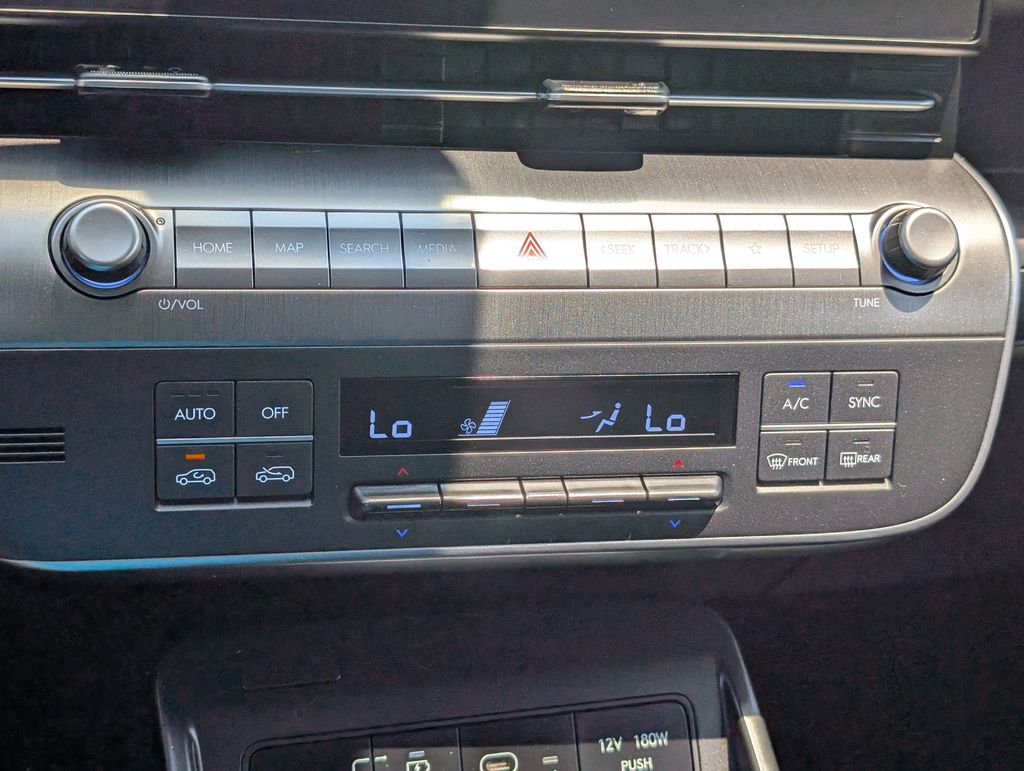 HOME MAP SEARCH MEDIA <SEEK TRACK> SETUP
/VOL TUNE
AUTO OFF Lo Lo A/C SYNC
FRONT REAR
12V 180W
PUSH